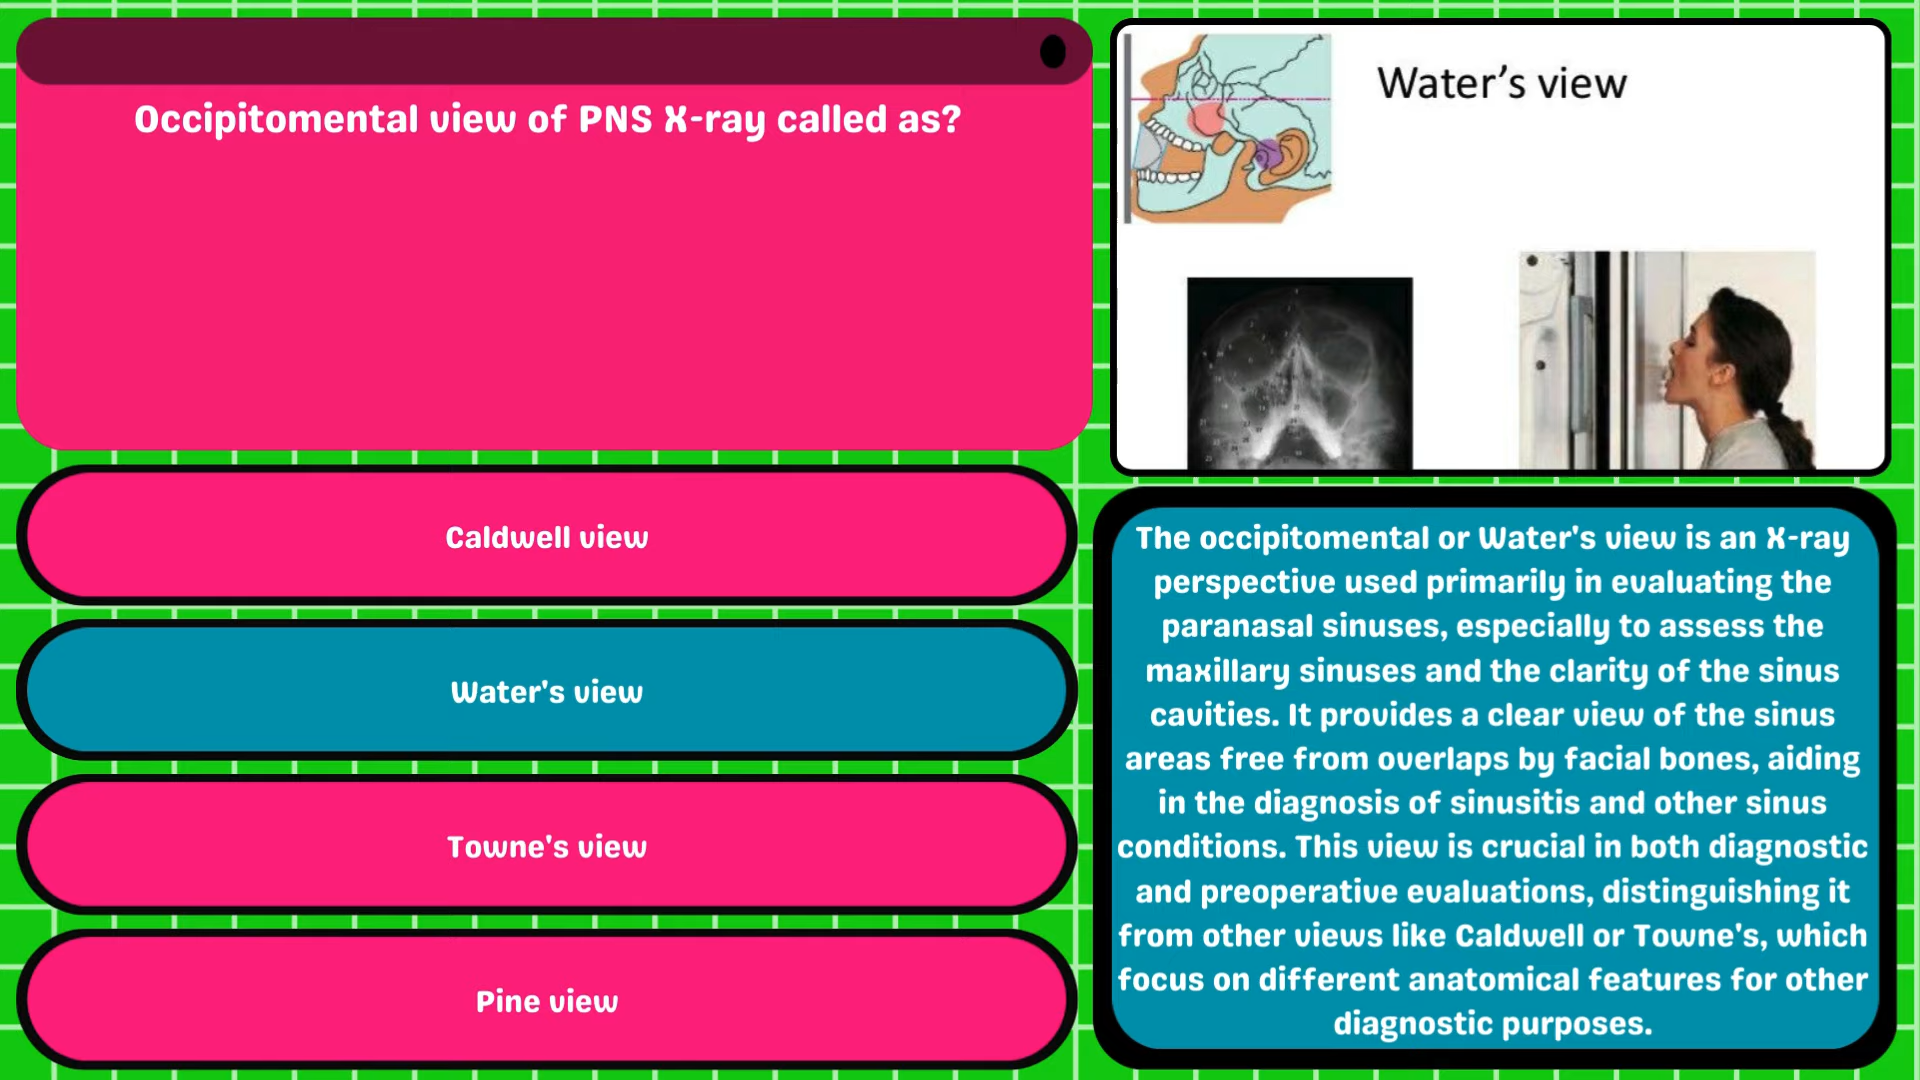 Occipitomental view of PNS X-ray called as?
Caldwell view
Water's view
Towne's view
Pine view
Water’s view
The occipitomental or Water's view is an X-ray
perspective used primarily in evaluating the
paranasal sinuses, especially to assess the
maxillary sinuses and the clarity of the sinus
cavities. It provides a clear view of the sinus
areas free from overlaps by facial bones, aiding
in the diagnosis of sinusitis and other sinus
conditions. This view is crucial in both diagnostic
and preoperative evaluations, distinguishing it
from other views like Caldwell or Towne's, which
focus on different anatomical features for other
diagnostic purposes.